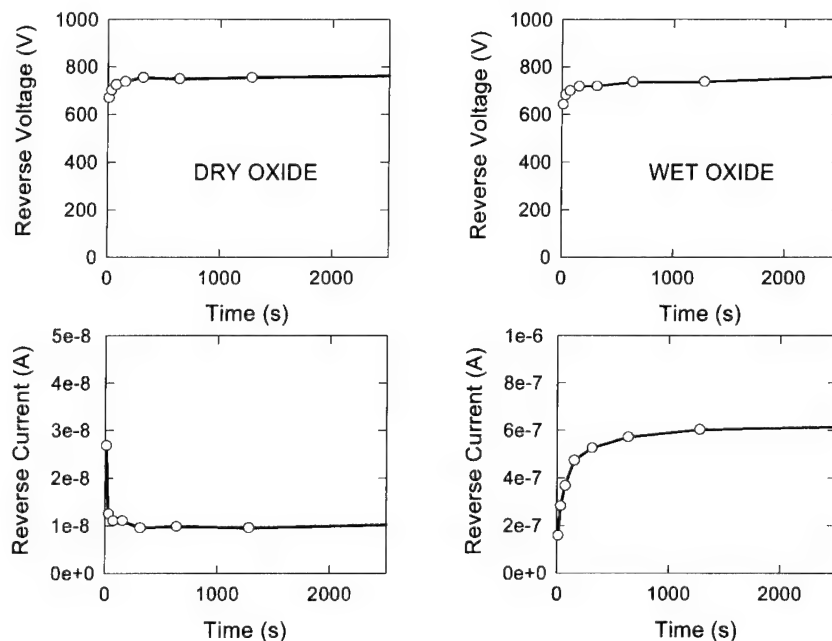 Reverse Voltage (V)
1000
800
600
400
200
0
DRY OXIDE
0 1000 2000
Time (s)
Reverse Voltage (V)
1000
800
600
400
200
0
WET OXIDE
0 1000 2000
Time (s)
Reverse Current (A)
5e-8
4e-8
3e-8
2e-8
1e-8
0e+0
0 1000 2000
Time (s)
Reverse Current (A)
1e-6
8e-7
6e-7
4e-7
2e-7
0e+0
0 1000 2000
Time (s)